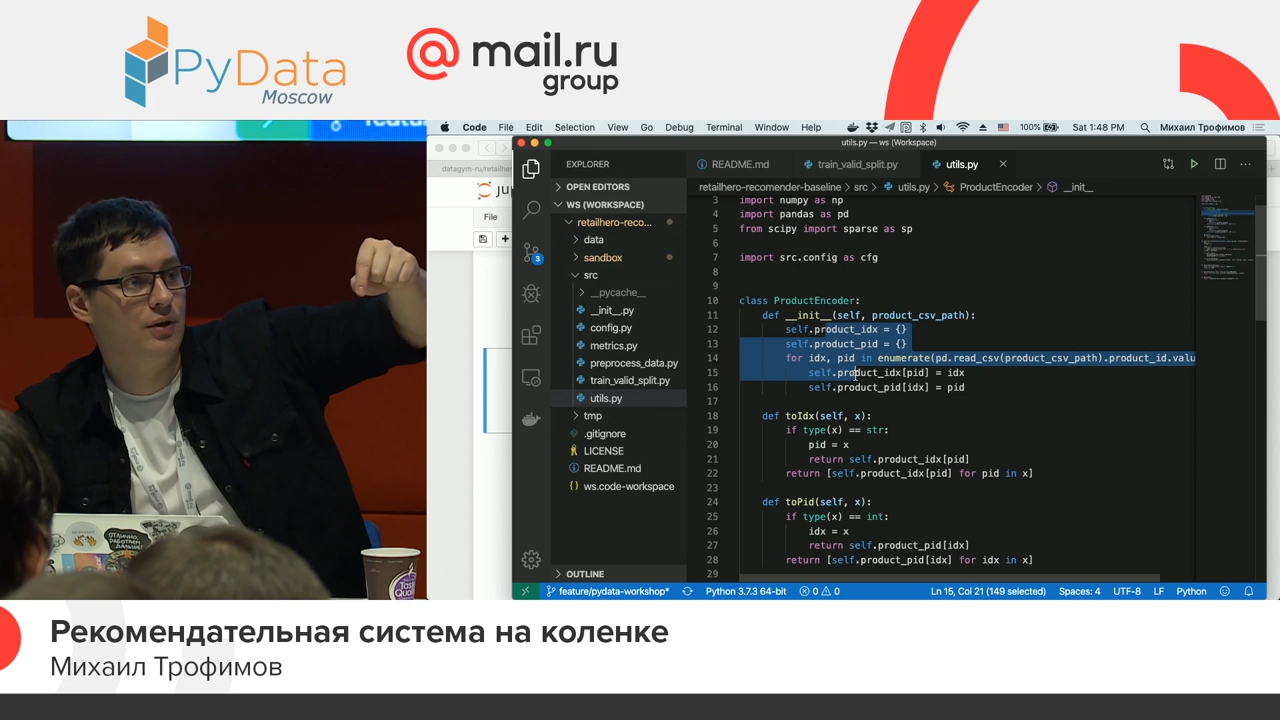 PyData
Moscow
@mail.ru
group
Code File Edit Selection View Go Debug Terminal Window Help 100% Sat 1:48 PM Михаил Трофимов
utils.py — ws (Workspace)
datagym-ru/retailher
File
EXPLORER
OPEN EDITORS
WS (WORKSPACE)
retailhero-reco...
data
sandbox
src
__pycache__
__init__.py
config.py
metrics.py
preprocess_data.py
train_valid_split.py
utils.py
tmp
.gitignore
LICENSE
README.md
ws.code-workspace
OUTLINE
3
README.md train_valid_split.py utils.py
retailhero-recomender-baseline > src > utils.py > ProductEncoder > __init__
3 import numpy as np
4 import pandas as pd
5 from scipy import sparse as sp
6
7 import src.config as cfg
8
9
10 class ProductEncoder:
11 def __init__(self, product_csv_path):
12 self.product_idx = {}
13 self.product_pid = {}
14 for idx, pid in enumerate(pd.read_csv(product_csv_path).product_id.valu
15 self.product_idx[pid] = idx
16 self.product_pid[idx] = pid
17
18 def toIdx(self, x):
19 if type(x) == str:
20 pid = x
21 return self.product_idx[pid]
22 return [self.product_idx[pid] for pid in x]
23
24 def toPid(self, x):
25 if type(x) == int:
26 idx = x
27 return self.product_pid[idx]
28 return [self.product_pid[idx] for idx in x]
29
feature/pydata-workshop* Python 3.7.3 64-bit 0 0 Ln 15, Col 21 (149 selected) Spaces: 4 UTF-8 LF Python
ОТЛИЧНО,
РАБОТАЕМ
ДАЛЬШЕ!
Рекомендательная система на коленке
Михаил Трофимов